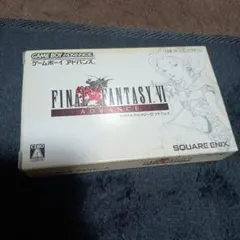 GAME BOY ADVANCE
ゲームボーイアドバンス
FINAL FANTASY VI
ADVANCE
SQUARE ENIX